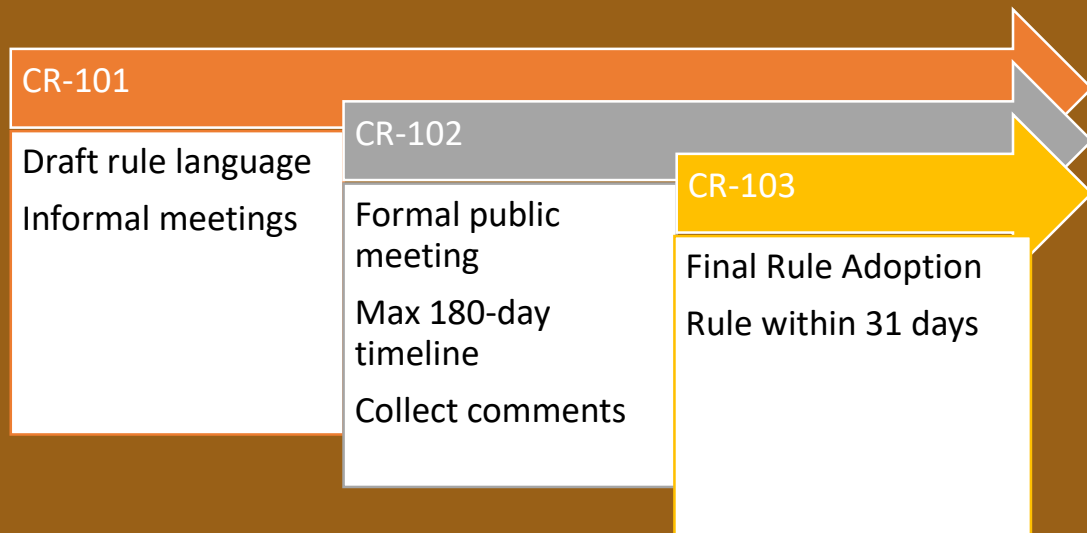 CR-101
Draft rule language
Informal meetings
CR-102
Formal public
meeting
Max 180-day
timeline
Collect comments
CR-103
Final Rule Adoption
Rule within 31 days